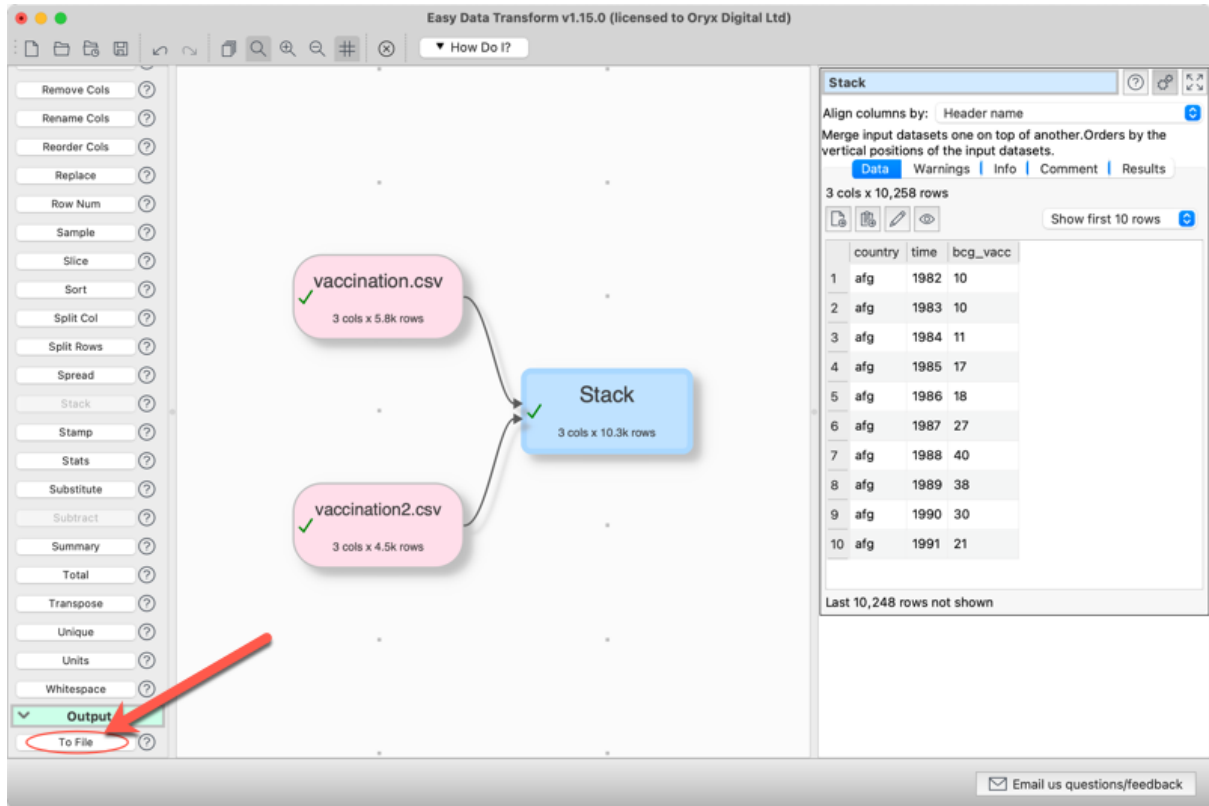 Easy Data Transform v1.15.0 (licensed to Oryx Digital Ltd)
▼ How Do I?
Remove Cols
Rename Cols
Reorder Cols
Replace
Row Num
Sample
Slice
Sort
Split Col
Split Rows
Spread
Stack
Stamp
Stats
Substitute
Subtract
Summary
Total
Transpose
Unique
Units
Whitespace
Output
To File
vaccination.csv
3 cols x 5.8k rows
Stack
3 cols x 10.3k rows
vaccination2.csv
3 cols x 4.5k rows
Stack
Align columns by: Header name
Merge input datasets one on top of another.Orders by the
vertical positions of the input datasets.
Data Warnings Info Comment Results
3 cols x 10,258 rows
Show first 10 rows
country time bcg_vacc
1 afg 1982 10
2 afg 1983 10
3 afg 1984 11
4 afg 1985 17
5 afg 1986 18
6 afg 1987 27
7 afg 1988 40
8 afg 1989 38
9 afg 1990 30
10 afg 1991 21
Last 10,248 rows not shown
Email us questions/feedback